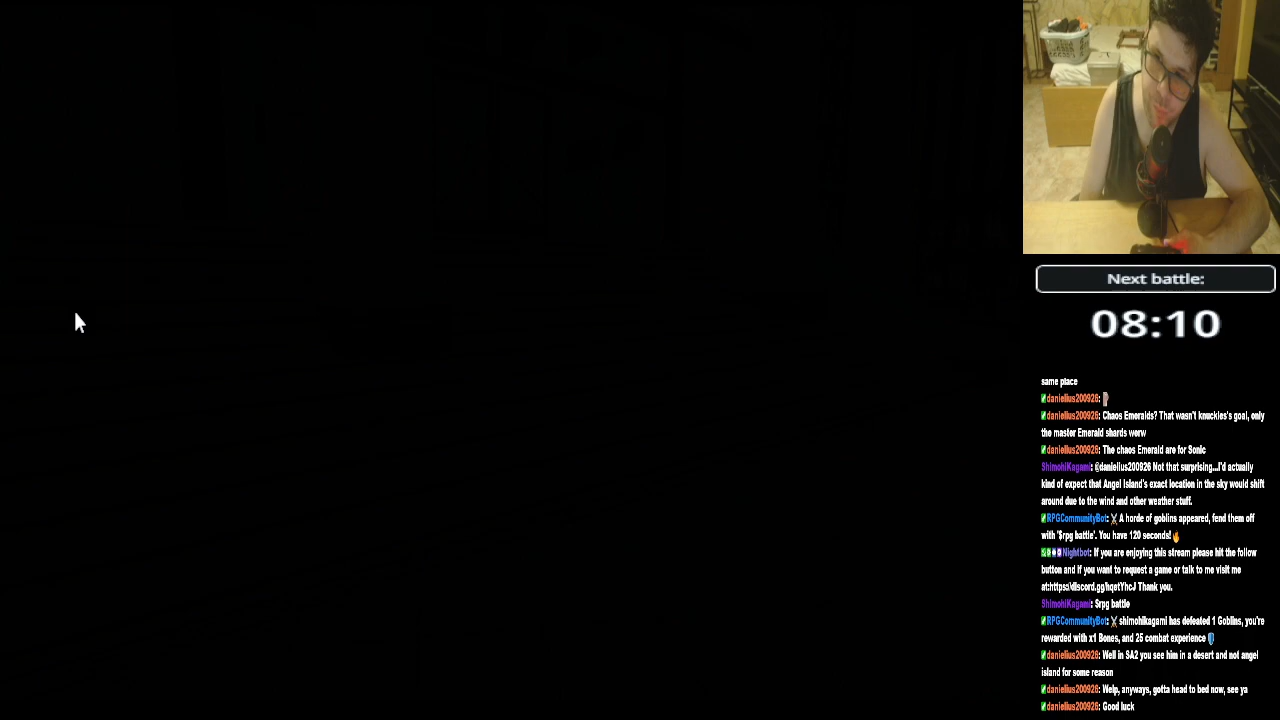 Next battle:
08:10
same place
danielius200926:
danielius200926: Chaos Emeralds? That wasn't knuckles's goal, only
the master Emerald shards werw
danielius200926: The chaos Emerald are for Sonic
ShimohiKagami: @danielius200926 Not that surprising...I'd actually
kind of expect that Angel Island's exact location in the sky would shift
around due to the wind and other weather stuff.
RPGCommunityBot: A horde of goblins appeared, fend them off
with '$rpg battle'. You have 120 seconds!
Nightbot: If you are enjoying this stream please hit the follow
button and if you want to request a game or talk to me visit me
at:https://discord.gg/hqetYhcJ Thank you.
ShimohiKagami: $rpg battle
RPGCommunityBot: shimohikagami has defeated 1 Goblins, you're
rewarded with x1 Bones, and 25 combat experience
danielius200926: Well in SA2 you see him in a desert and not angel
island for some reason
danielius200926: Welp, anyways, gotta head to bed now, see ya
danielius200926: Good luck